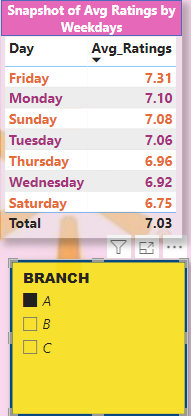 Snapshot of Avg Ratings by
Weekdays
Day Avg_Ratings
Friday 7.31
Monday 7.10
Sunday 7.08
Tuesday 7.06
Thursday 6.96
Wednesday 6.92
Saturday 6.75
Total 7.03
BRANCH
A
B
C